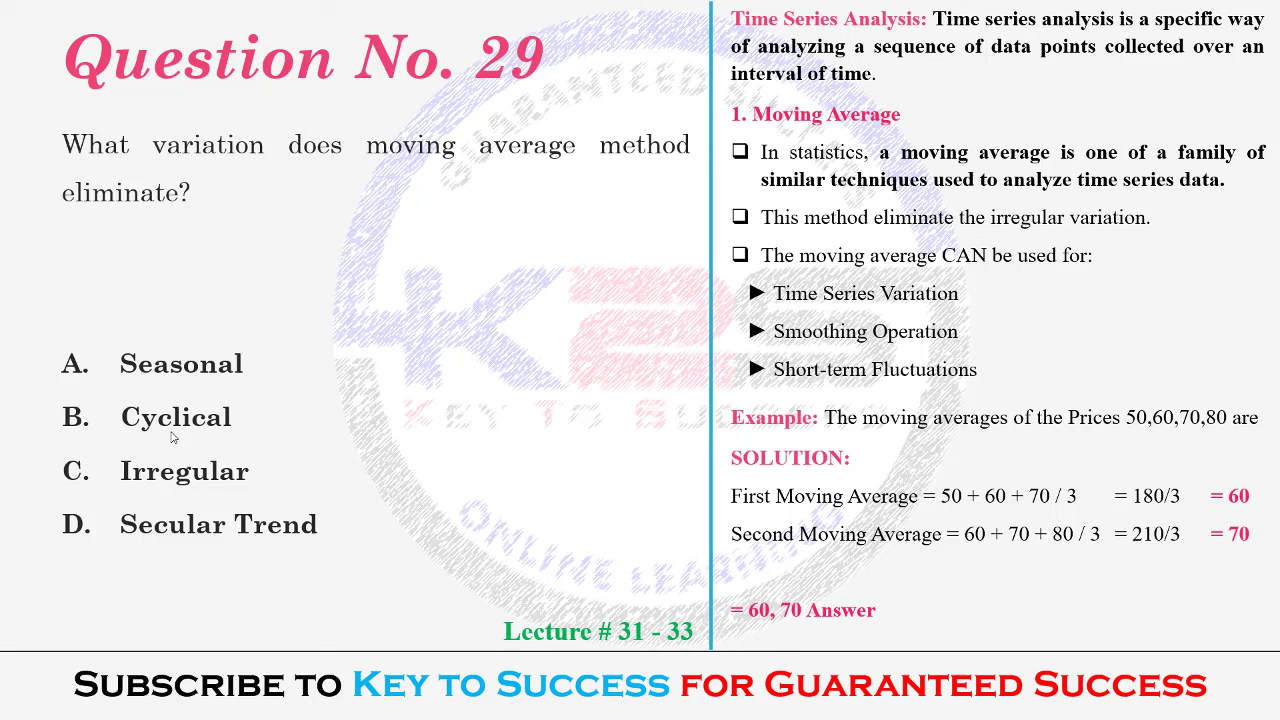 Question No. 29
What variation does moving average method
eliminate?
A. Seasonal
B. Cyclical
C. Irregular
D. Secular Trend
Lecture # 31 - 33
Time Series Analysis: Time series analysis is a specific way
of analyzing a sequence of data points collected over an
interval of time.
1. Moving Average
❑ In statistics, a moving average is one of a family of
similar techniques used to analyze time series data.
❑ This method eliminate the irregular variation.
❑ The moving average CAN be used for:
► Time Series Variation
► Smoothing Operation
► Short-term Fluctuations
Example: The moving averages of the Prices 50,60,70,80 are
SOLUTION:
First Moving Average = 50 + 60 + 70 / 3 = 180/3 = 60
Second Moving Average = 60 + 70 + 80 / 3 = 210/3 = 70
= 60, 70 Answer
K2S
Key To Success
Online Learning
Subscribe to Key to Success for Guaranteed Success